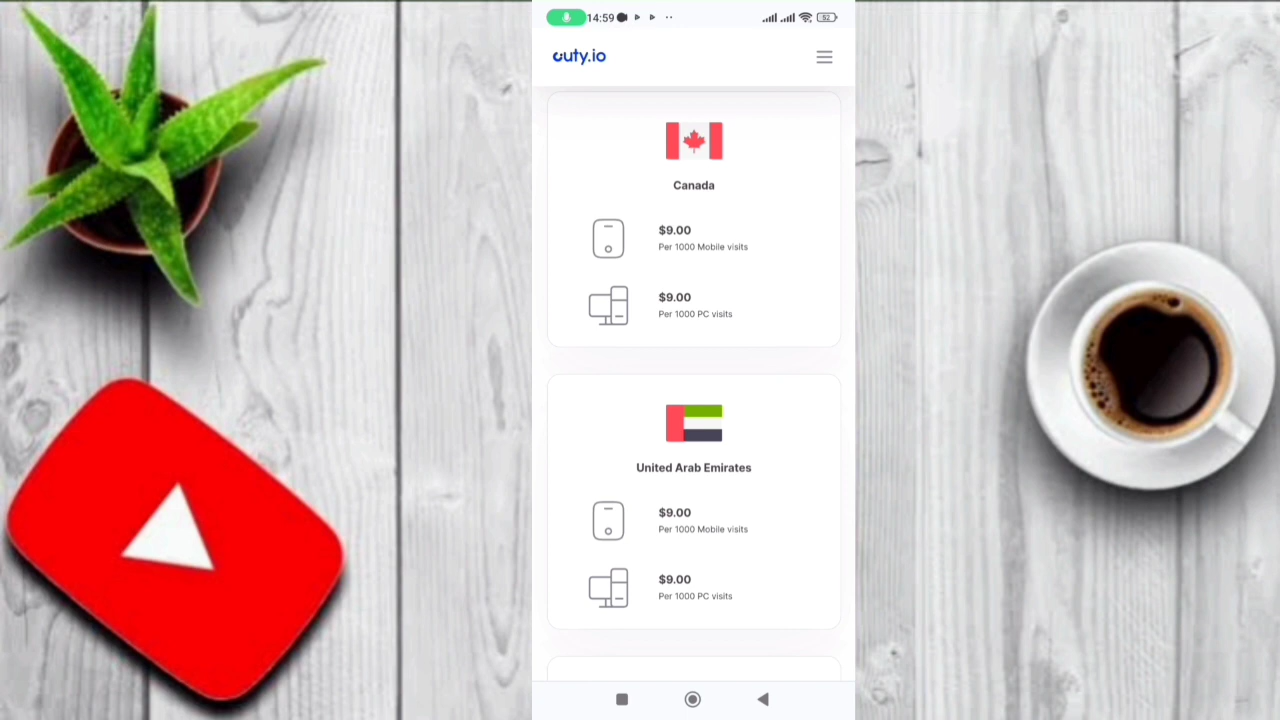 14:59
52
cuty.io
Canada
$9.00
Per 1000 Mobile visits
$9.00
Per 1000 PC visits
United Arab Emirates
$9.00
Per 1000 Mobile visits
$9.00
Per 1000 PC visits